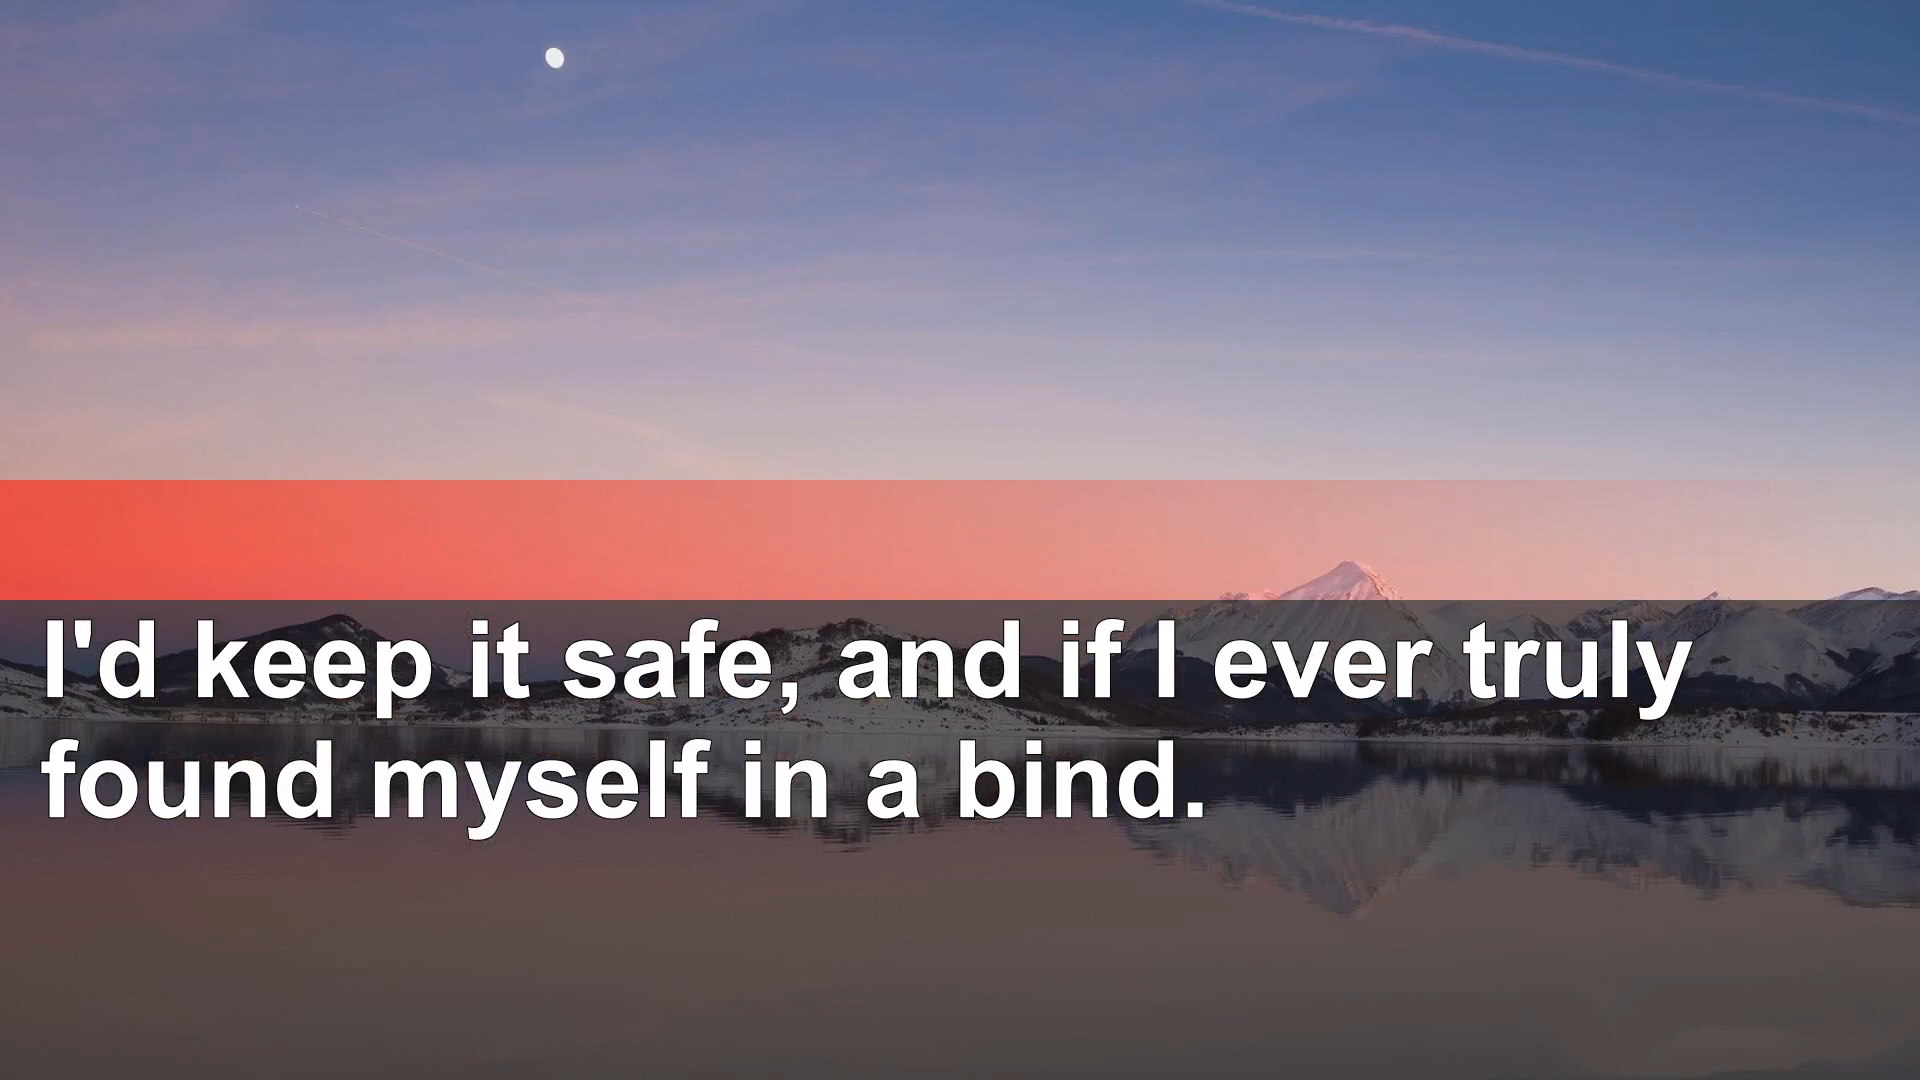 I'd keep it safe, and if I ever truly
found myself in a bind.